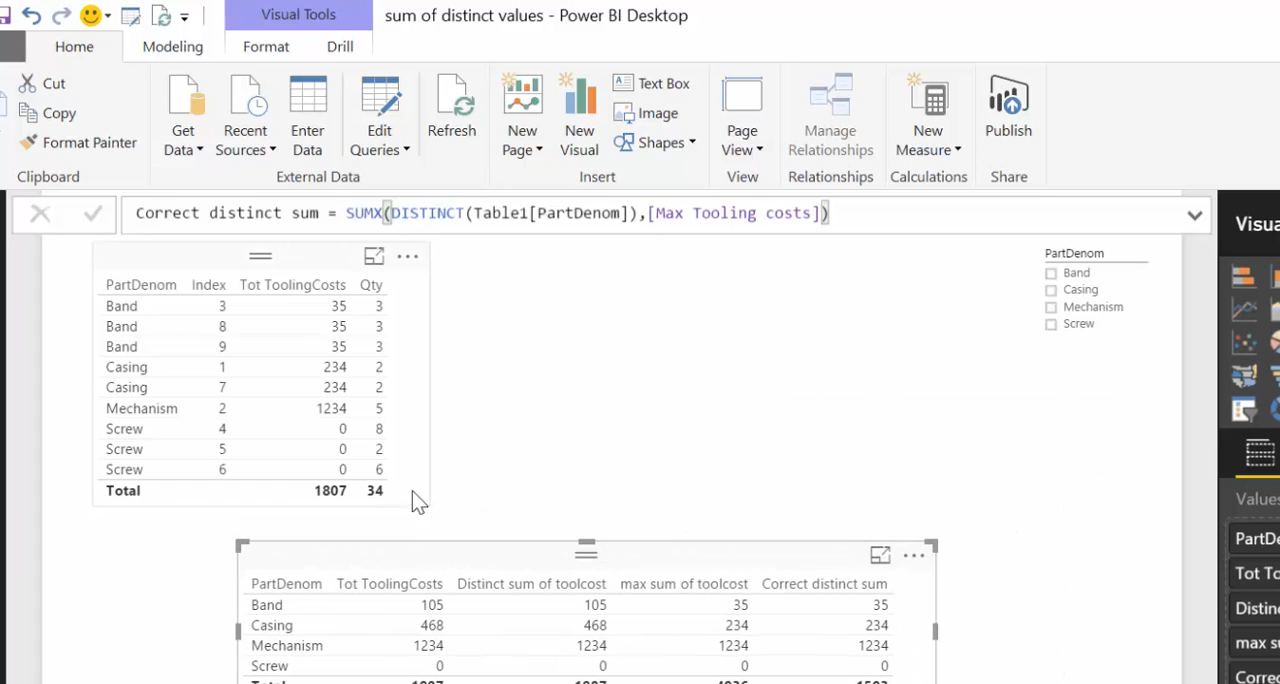 Visual Tools
sum of distinct values - Power BI Desktop
Home
Modeling
Format
Drill
Cut
Copy
Format Painter
Clipboard
Get Data
Recent Sources
Enter Data
Edit Queries
Refresh
External Data
New Page
New Visual
Text Box
Image
Shapes
Insert
Page View
View
Manage Relationships
Relationships
New Measure
Calculations
Publish
Share
Correct distinct sum = SUMX(DISTINCT(Table1[PartDenom]),[Max Tooling costs])
PartDenom Index Tot ToolingCosts Qty
Band 3 35 3
Band 8 35 3
Band 9 35 3
Casing 1 234 2
Casing 7 234 2
Mechanism 2 1234 5
Screw 4 0 8
Screw 5 0 2
Screw 6 0 6
Total 1807 34
PartDenom
Band
Casing
Mechanism
Screw
PartDenom Tot ToolingCosts Distinct sum of toolcost max sum of toolcost Correct distinct sum
Band 105 105 35 35
Casing 468 468 234 234
Mechanism 1234 1234 1234 1234
Screw 0 0 0 0
Visua
Values
PartDe
Tot To
Distin
max su
Correc